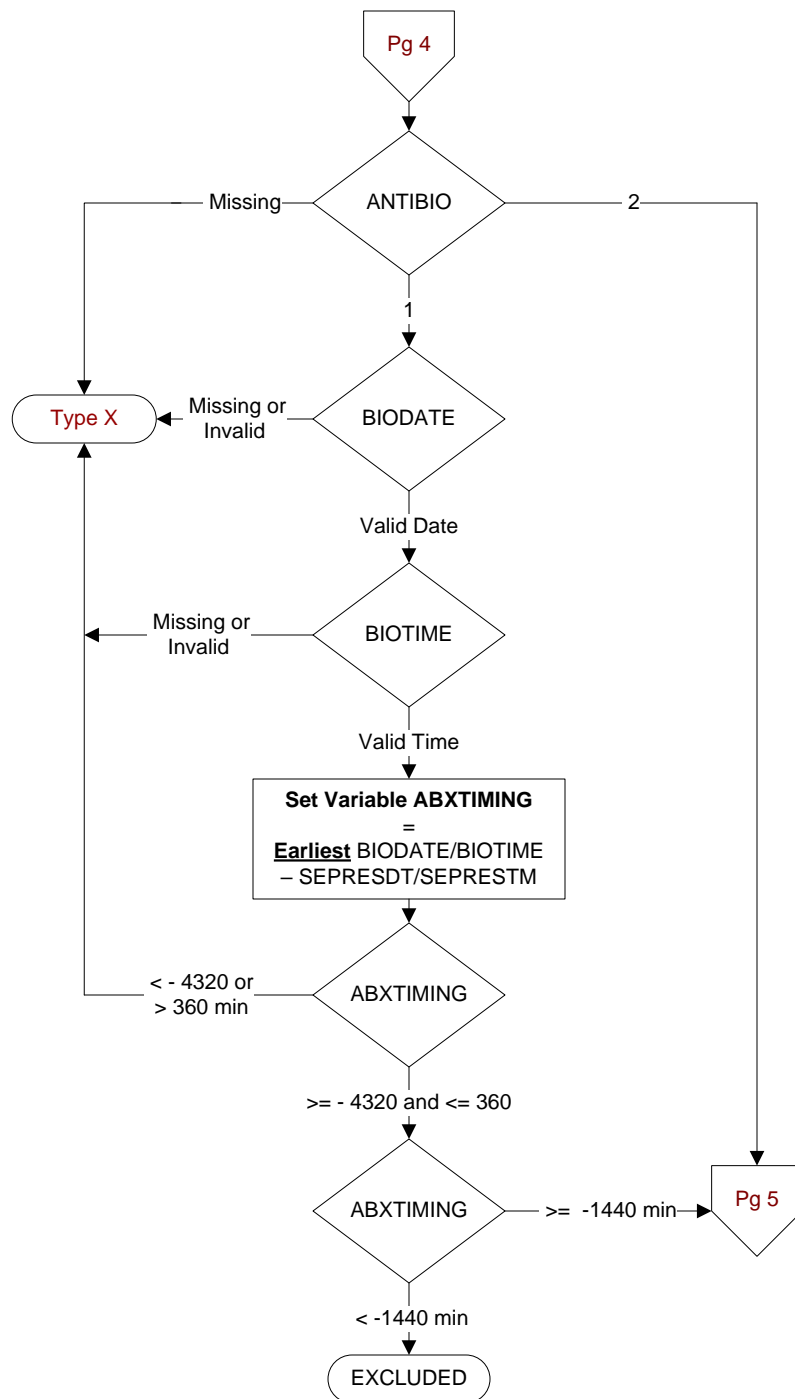 Pg 4
ANTIBIO
Missing
2
1
BIODATE
Missing or
Invalid
Type X
Valid Date
BIOTIME
Missing or
Invalid
Valid Time
Set Variable ABXTIMING
=
Earliest BIODATE/BIOTIME
– SEPRESDT/SEPRESTM
ABXTIMING
< - 4320 or
> 360 min
>= - 4320 and <= 360
ABXTIMING
>= -1440 min
Pg 5
< -1440 min
EXCLUDED